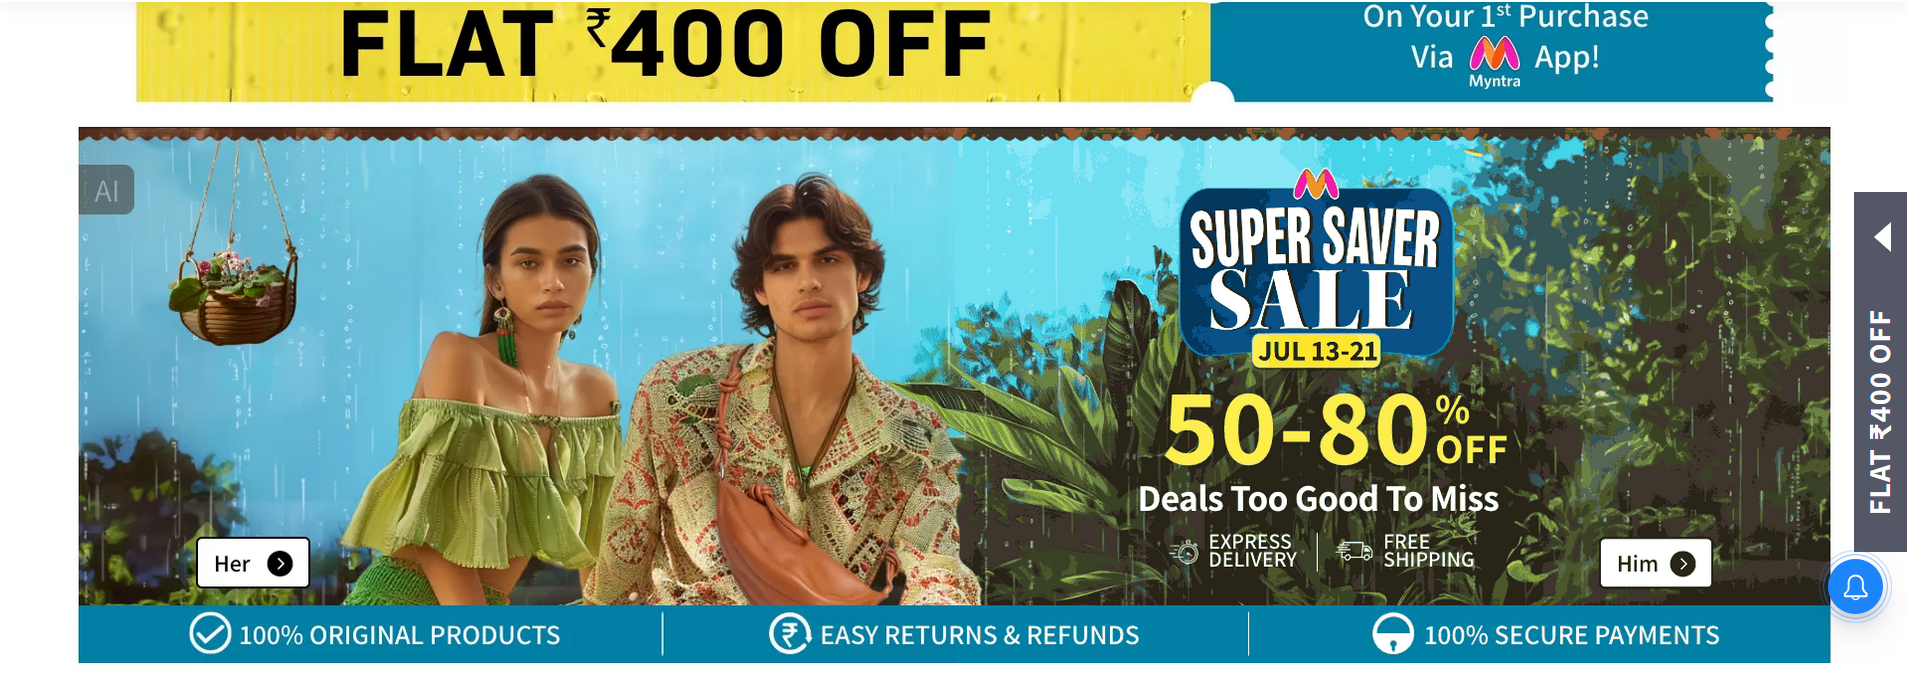 FLAT ₹400 OFF
On Your 1st Purchase
Via Myntra App!
AI
SUPER SAVER
SALE
JUL 13-21
50-80% OFF
Deals Too Good To Miss
EXPRESS DELIVERY
FREE SHIPPING
Her
Him
100% ORIGINAL PRODUCTS
EASY RETURNS & REFUNDS
100% SECURE PAYMENTS
FLAT ₹400 OFF